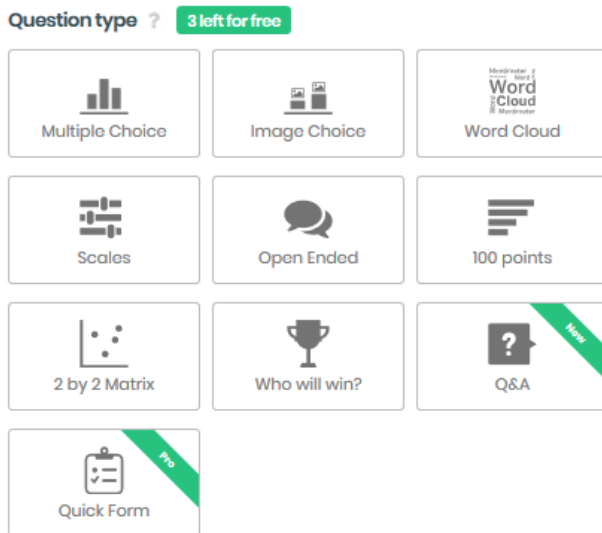 Question type ? 3 left for free
Multiple Choice
Image Choice
Word
Cloud
Mentimeter
Word Cloud
Scales
Open Ended
100 points
2 by 2 Matrix
Who will win?
?
New
Q&A
Pro
Quick Form